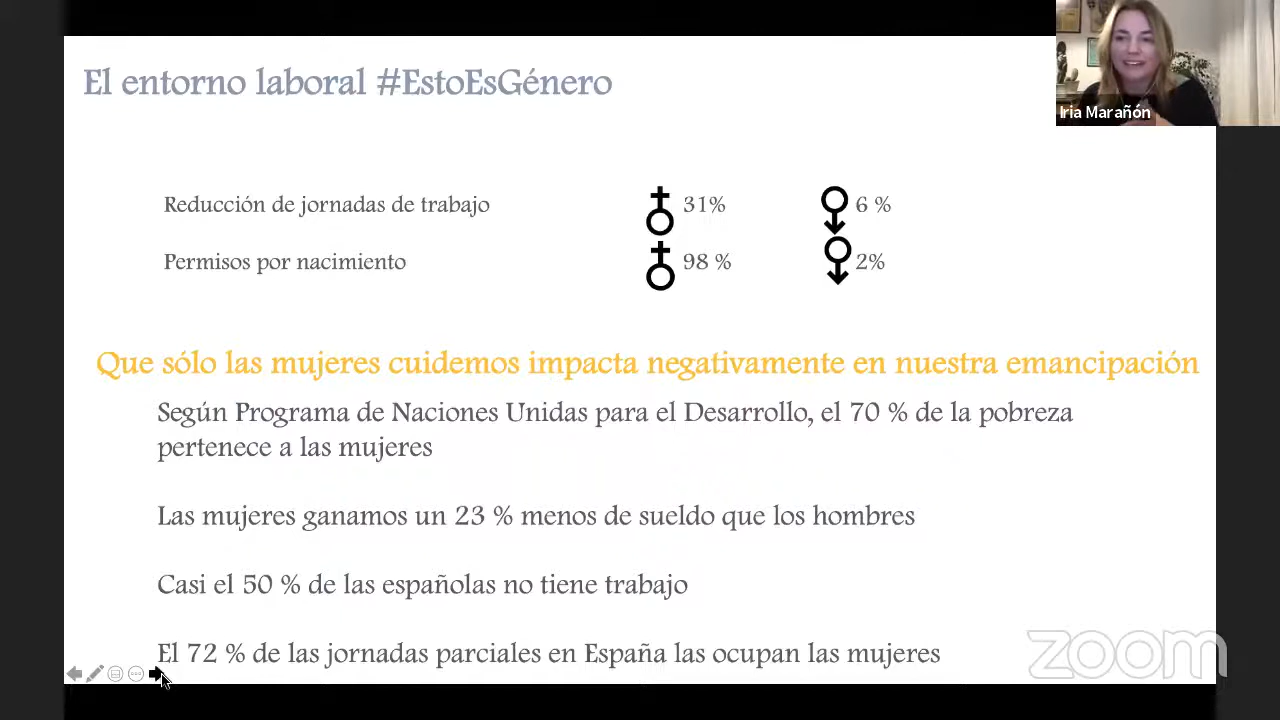 El entorno laboral #EstoEsGénero
Iria Marañón
Reducción de jornadas de trabajo 31% 6 %
Permisos por nacimiento 98 % 2%
Que sólo las mujeres cuidemos impacta negativamente en nuestra emancipación
Según Programa de Naciones Unidas para el Desarrollo, el 70 % de la pobreza
pertenece a las mujeres
Las mujeres ganamos un 23 % menos de sueldo que los hombres
Casi el 50 % de las españolas no tiene trabajo
El 72 % de las jornadas parciales en España las ocupan las mujeres
zoom